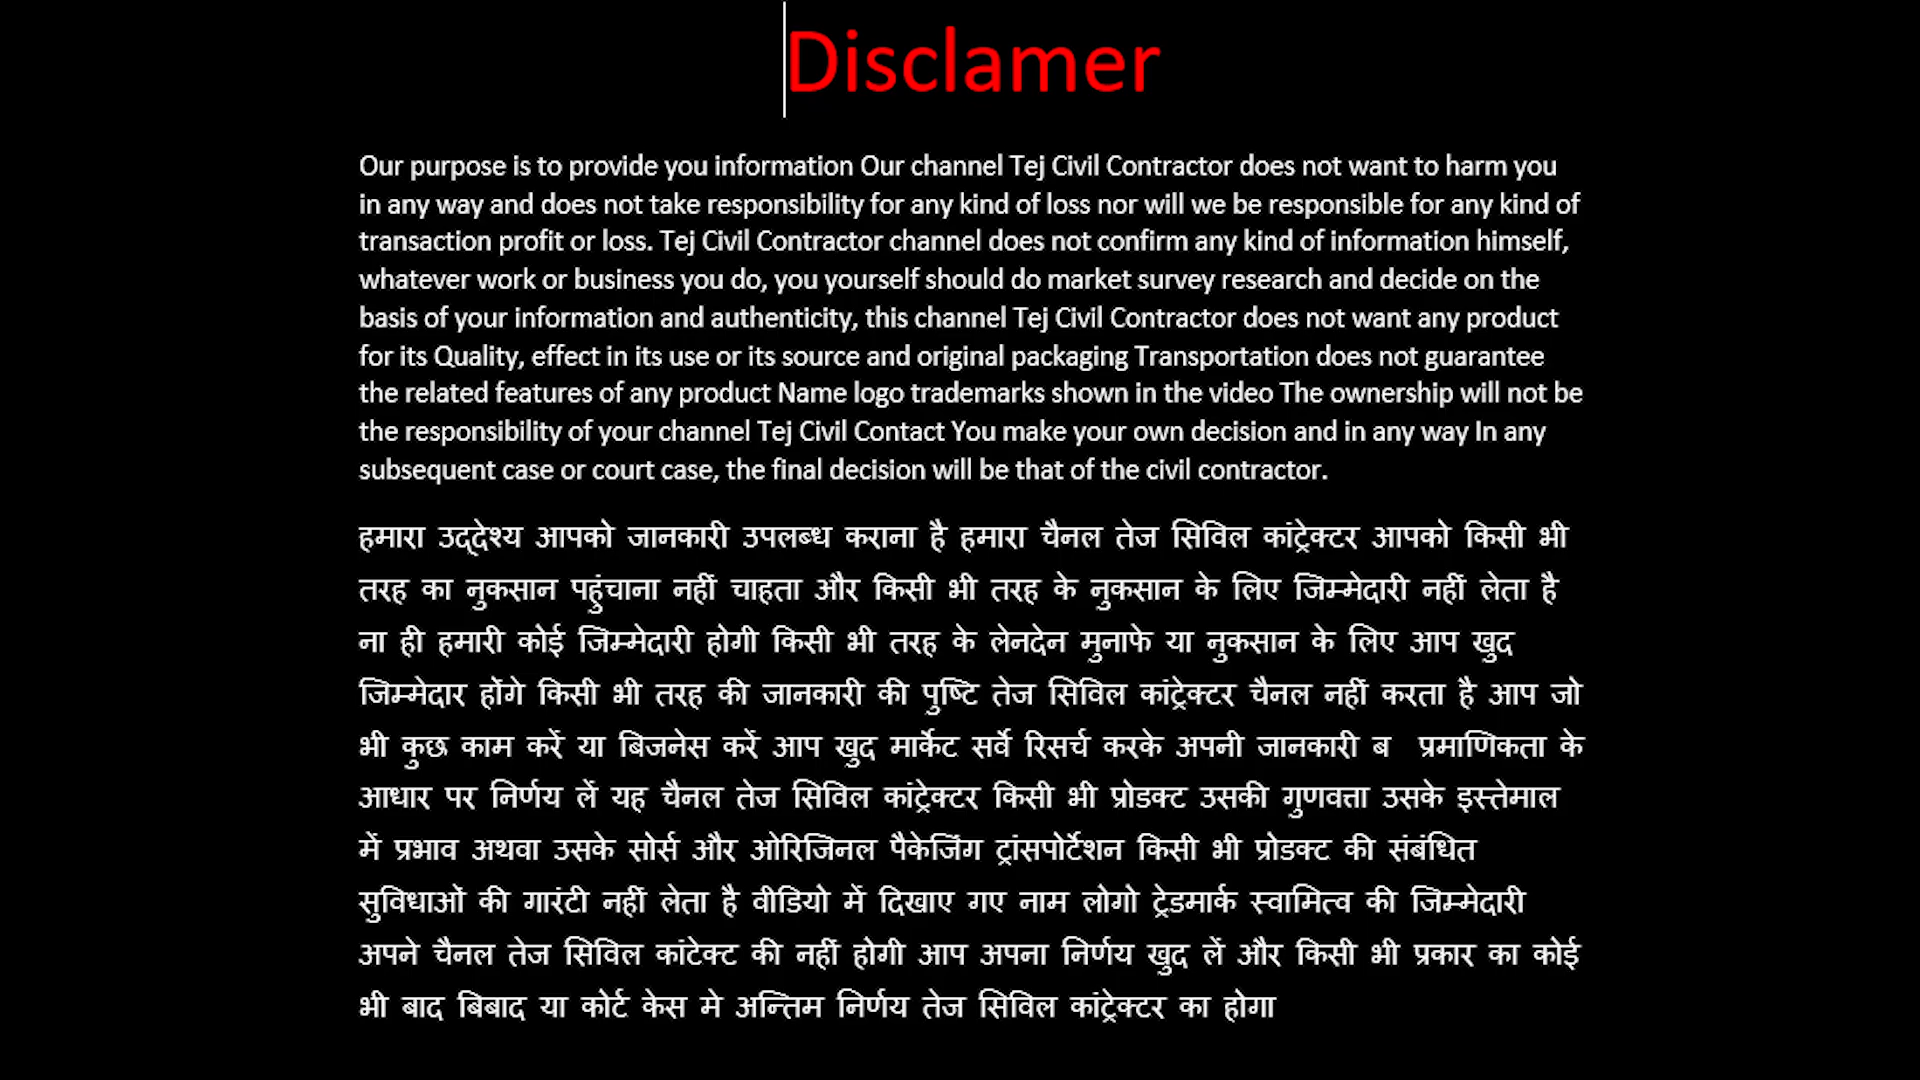 Disclamer
Our purpose is to provide you information Our channel Tej Civil Contractor does not want to harm you
in any way and does not take responsibility for any kind of loss nor will we be responsible for any kind of
transaction profit or loss. Tej Civil Contractor channel does not confirm any kind of information himself,
whatever work or business you do, you yourself should do market survey research and decide on the
basis of your information and authenticity, this channel Tej Civil Contractor does not want any product
for its Quality, effect in its use or its source and original packaging Transportation does not guarantee
the related features of any product Name logo trademarks shown in the video The ownership will not be
the responsibility of your channel Tej Civil Contact You make your own decision and in any way In any
subsequent case or court case, the final decision will be that of the civil contractor.
हमारा उद्देश्य आपको जानकारी उपलब्ध कराना है हमारा चैनल तेज सिविल कांट्रेक्टर आपको किसी भी
तरह का नुकसान पहुंचाना नहीं चाहता और किसी भी तरह के नुकसान के लिए जिम्मेदारी नहीं लेता है
ना ही हमारी कोई जिम्मेदारी होगी किसी भी तरह के लेनदेन मुनाफे या नुकसान के लिए आप खुद
जिम्मेदार होंगे किसी भी तरह की जानकारी की पुष्टि तेज सिविल कांट्रेक्टर चैनल नहीं करता है आप जो
भी कुछ काम करें या बिजनेस करें आप खुद मार्केट सर्वे रिसर्च करके अपनी जानकारी ब प्रमाणिकता के
आधार पर निर्णय लें यह चैनल तेज सिविल कांट्रेक्टर किसी भी प्रोडक्ट उसकी गुणवत्ता उसके इस्तेमाल
में प्रभाव अथवा उसके सोर्स और ओरिजिनल पैकेजिंग ट्रांसपोर्टेशन किसी भी प्रोडक्ट की संबंधित
सुविधाओं की गारंटी नहीं लेता है वीडियो में दिखाए गए नाम लोगो ट्रेडमार्क स्वामित्व की जिम्मेदारी
अपने चैनल तेज सिविल कांटेक्ट की नहीं होगी आप अपना निर्णय खुद लें और किसी भी प्रकार का कोई
भी बाद बिबाद या कोर्ट केस मे अन्तिम निर्णय तेज सिविल कांट्रेक्टर का होगा